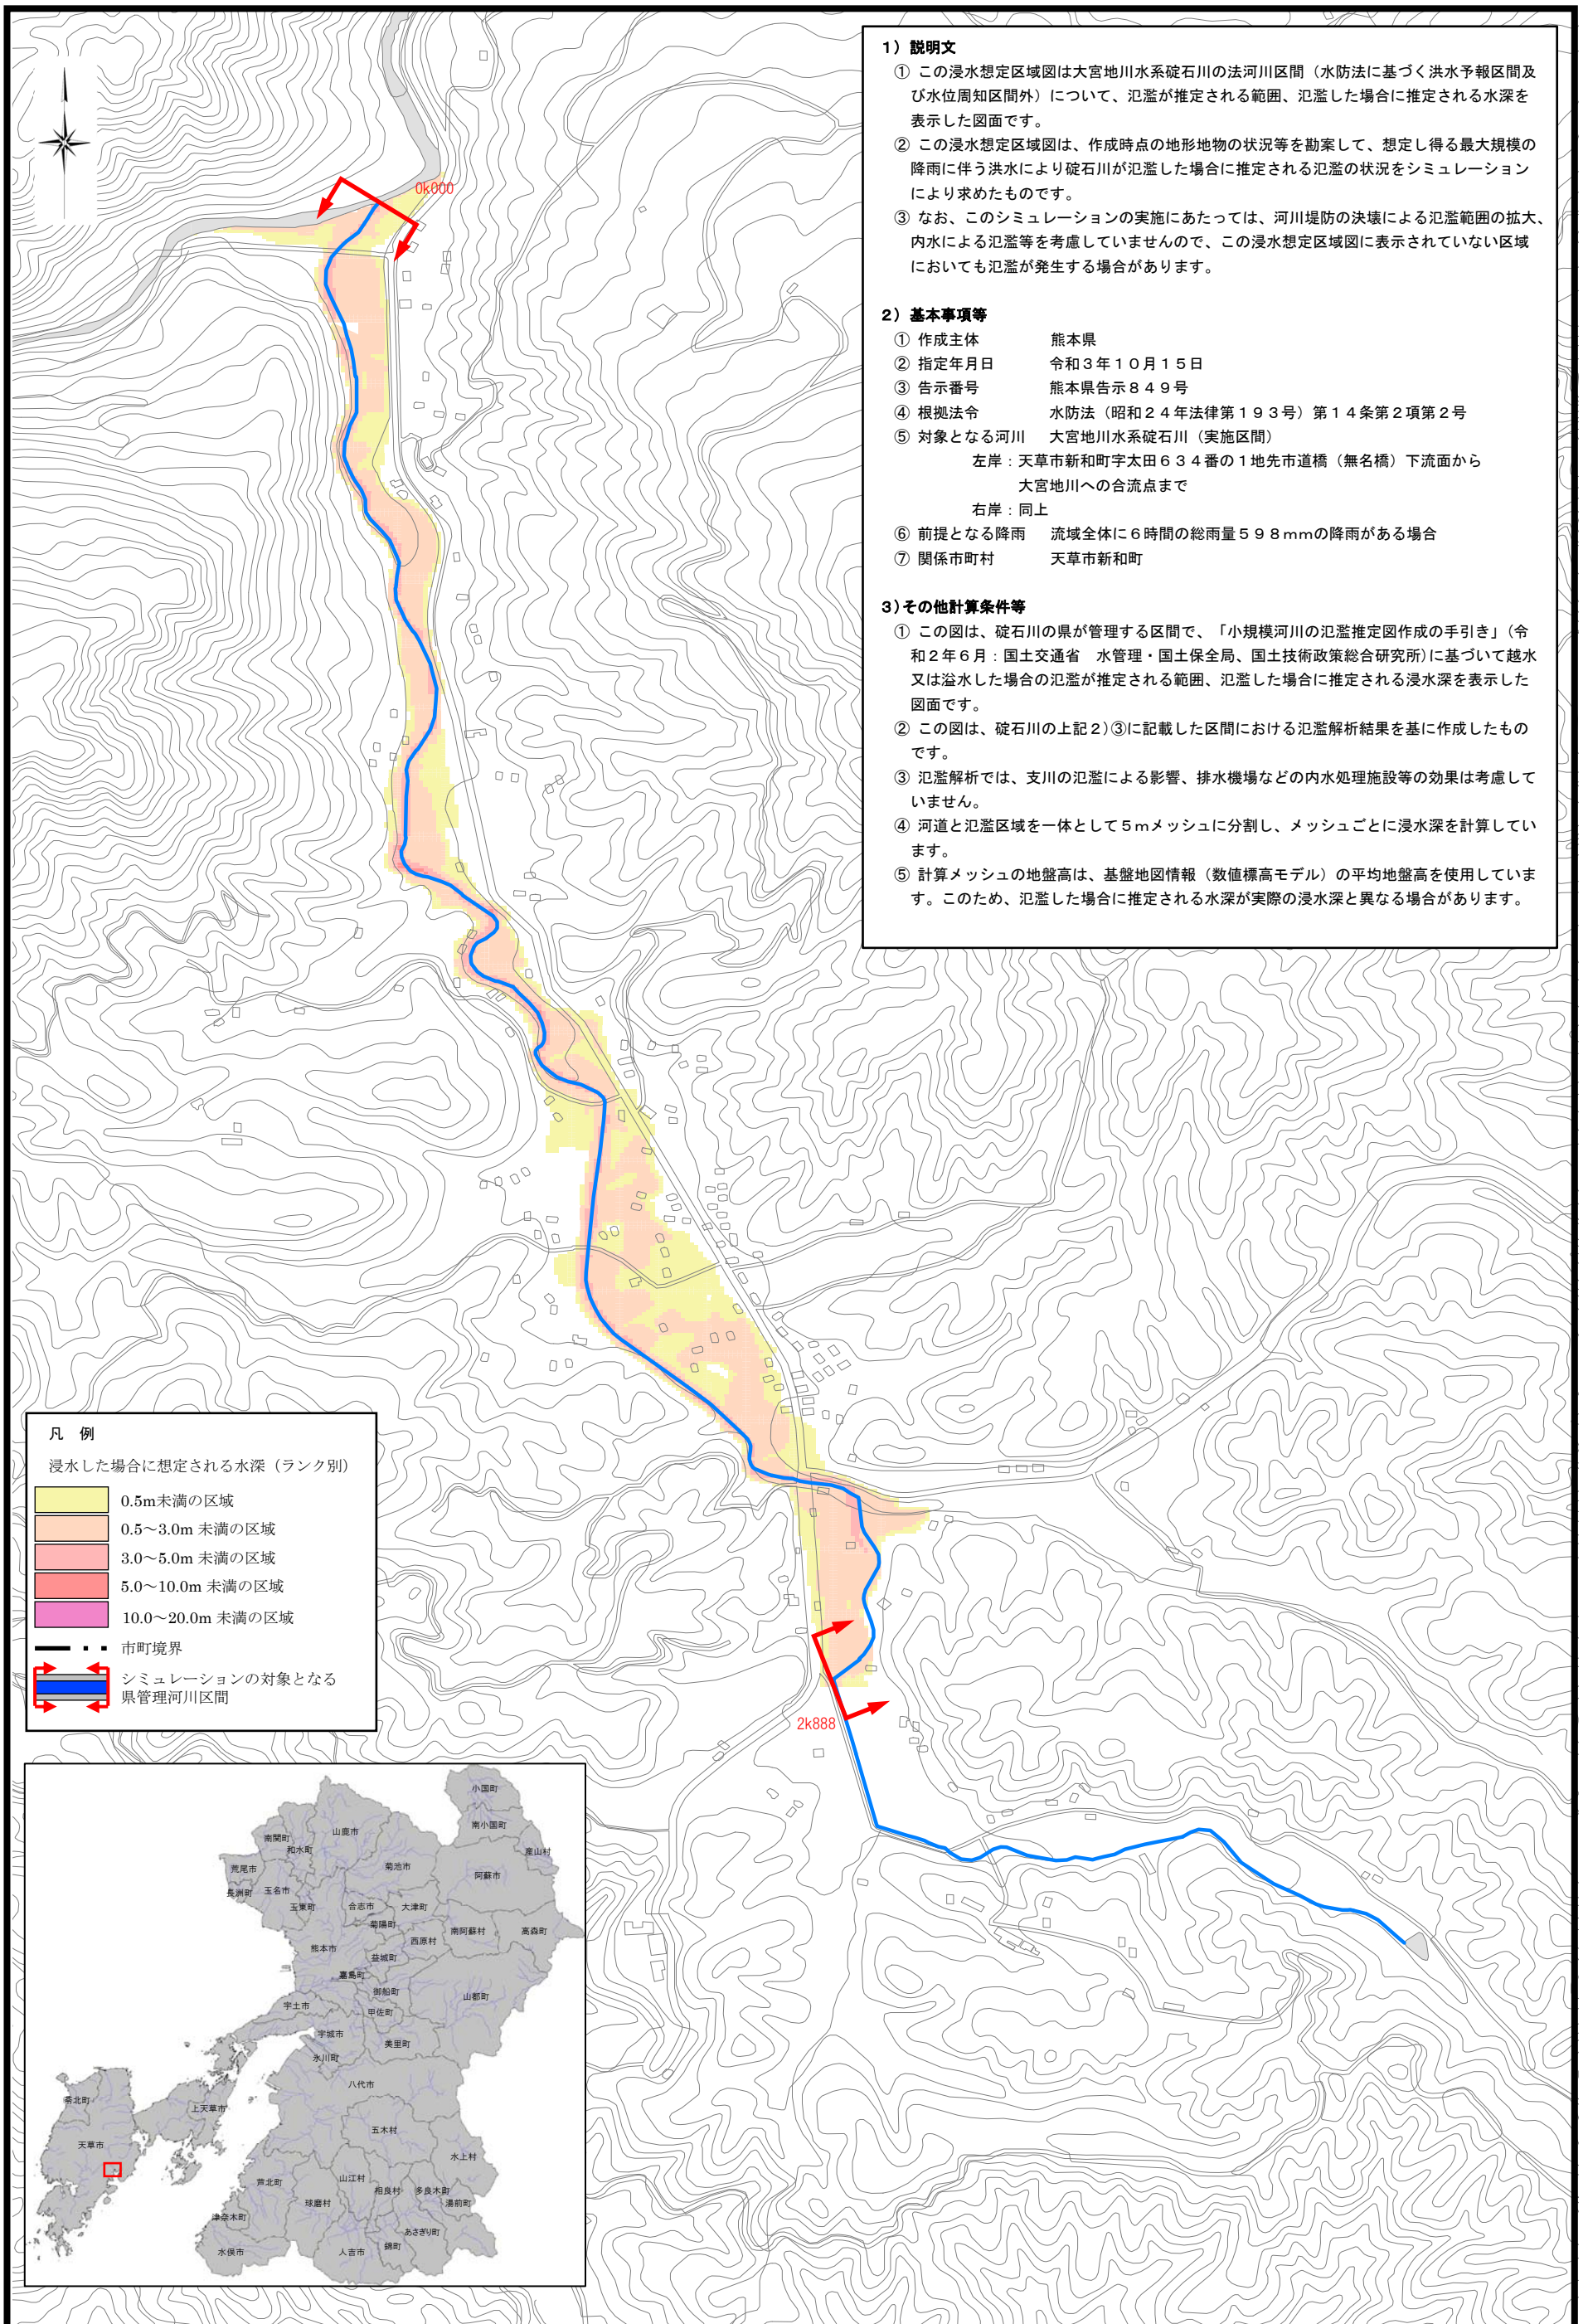 1）説明文
① この浸水想定区域図は大宮地川水系碇石川の法河川区間（水防法に基づく洪水予報区間及
び水位周知区間外）について、氾濫が推定される範囲、氾濫した場合に推定される水深を
表示した図面です。
② この浸水想定区域図は、作成時点の地形地物の状況等を勘案して、想定し得る最大規模の
降雨に伴う洪水により碇石川が氾濫した場合に推定される氾濫の状況をシミュレーション
により求めたものです。
③ なお、このシミュレーションの実施にあたっては、河川堤防の決壊による氾濫範囲の拡大、
内水による氾濫等を考慮していませんので、この浸水想定区域図に表示されていない区域
においても氾濫が発生する場合があります。
2）基本事項等
① 作成主体 熊本県
② 指定年月日 令和３年１０月１５日
③ 告示番号 熊本県告示８４９号
④ 根拠法令 水防法（昭和２４年法律第１９３号）第１４条第２項第２号
⑤ 対象となる河川 大宮地川水系碇石川（実施区間）
左岸：天草市新和町字太田６３４番の１地先市道橋（無名橋）下流面から
大宮地川への合流点まで
右岸：同上
⑥ 前提となる降雨 流域全体に６時間の総雨量５９８mmの降雨がある場合
⑦ 関係市町村 天草市新和町
3）その他計算条件等
① この図は、碇石川の県が管理する区間で、「小規模河川の氾濫推定図作成の手引き」（令
和２年６月：国土交通省 水管理・国土保全局、国土技術政策総合研究所）に基づいて越水
又は溢水した場合の氾濫が推定される範囲、氾濫した場合に推定される浸水深を表示した
図面です。
② この図は、碇石川の上記２）③に記載した区間における氾濫解析結果を基に作成したもの
です。
③ 氾濫解析では、支川の氾濫による影響、排水機場などの内水処理施設等の効果は考慮して
いません。
④ 河道と氾濫区域を一体として５mメッシュに分割し、メッシュごとに浸水深を計算してい
ます。
⑤ 計算メッシュの地盤高は、基盤地図情報（数値標高モデル）の平均地盤高を使用していま
す。このため、氾濫した場合に推定される水深が実際の浸水深と異なる場合があります。
0k000
2k888
凡 例
浸水した場合に想定される水深（ランク別）
0.5m未満の区域
0.5～3.0m 未満の区域
3.0～5.0m 未満の区域
5.0～10.0m 未満の区域
10.0～20.0m 未満の区域
市町境界
シミュレーションの対象となる
県管理河川区間
小国町
南小国町
産山村
山鹿市
南関町
和水町
菊池市
阿蘇市
荒尾市
長洲町
玉名市
玉東町
合志市
大津町
菊陽町
南阿蘇村
高森町
西原村
熊本市
益城町
嘉島町
御船町
山都町
宇土市
甲佐町
宇城市
美里町
氷川町
八代市
苓北町
上天草市
五木村
天草市
水上村
山江村
芦北町
相良村
多良木町
球磨村
湯前町
津奈木町
あさぎり町
錦町
水俣市
人吉市